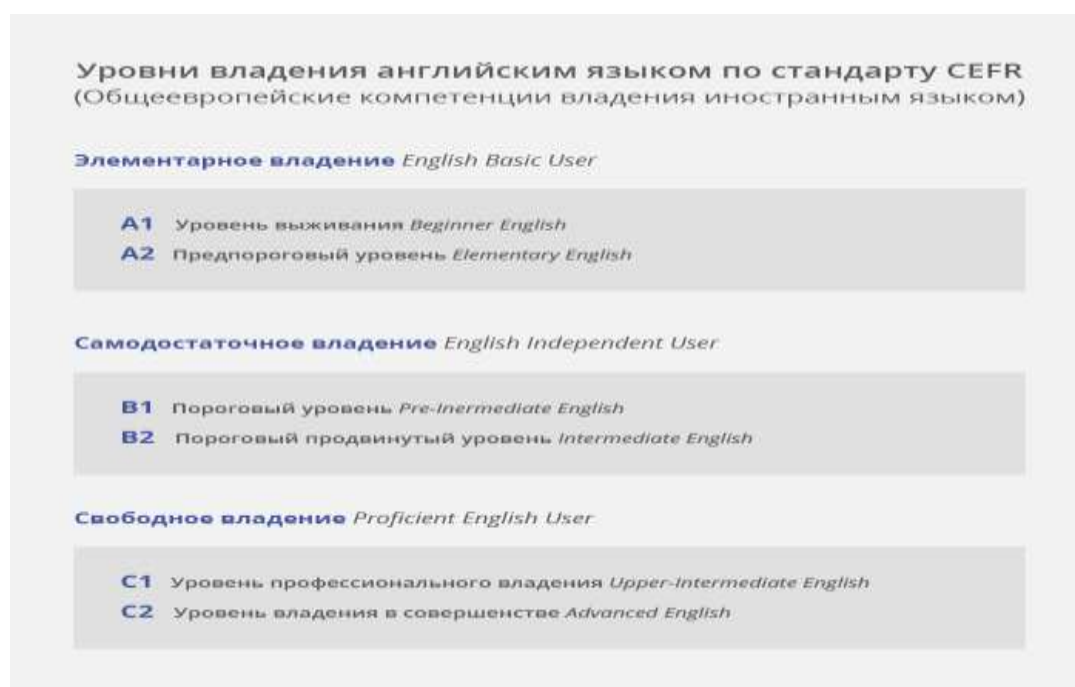 Уровни владения английским языком по стандарту CEFR
(Общеевропейские компетенции владения иностранным языком)
Элементарное владение English Basic User
A1 Уровень выживания Beginner English
A2 Предпороговый уровень Elementary English
Самодостаточное владение English Independent User
B1 Пороговый уровень Pre-Inermediate English
B2 Пороговый продвинутый уровень Intermediate English
Свободное владение Proficient English User
C1 Уровень профессионального владения Upper-Intermediate English
C2 Уровень владения в совершенстве Advanced English